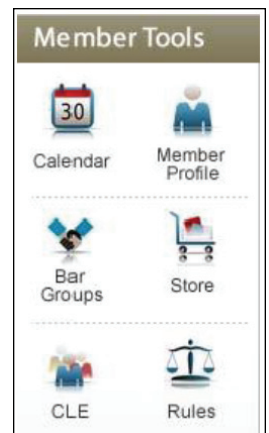 Member Tools
30
Calendar
Member
Profile
Bar
Groups
Store
CLE
Rules